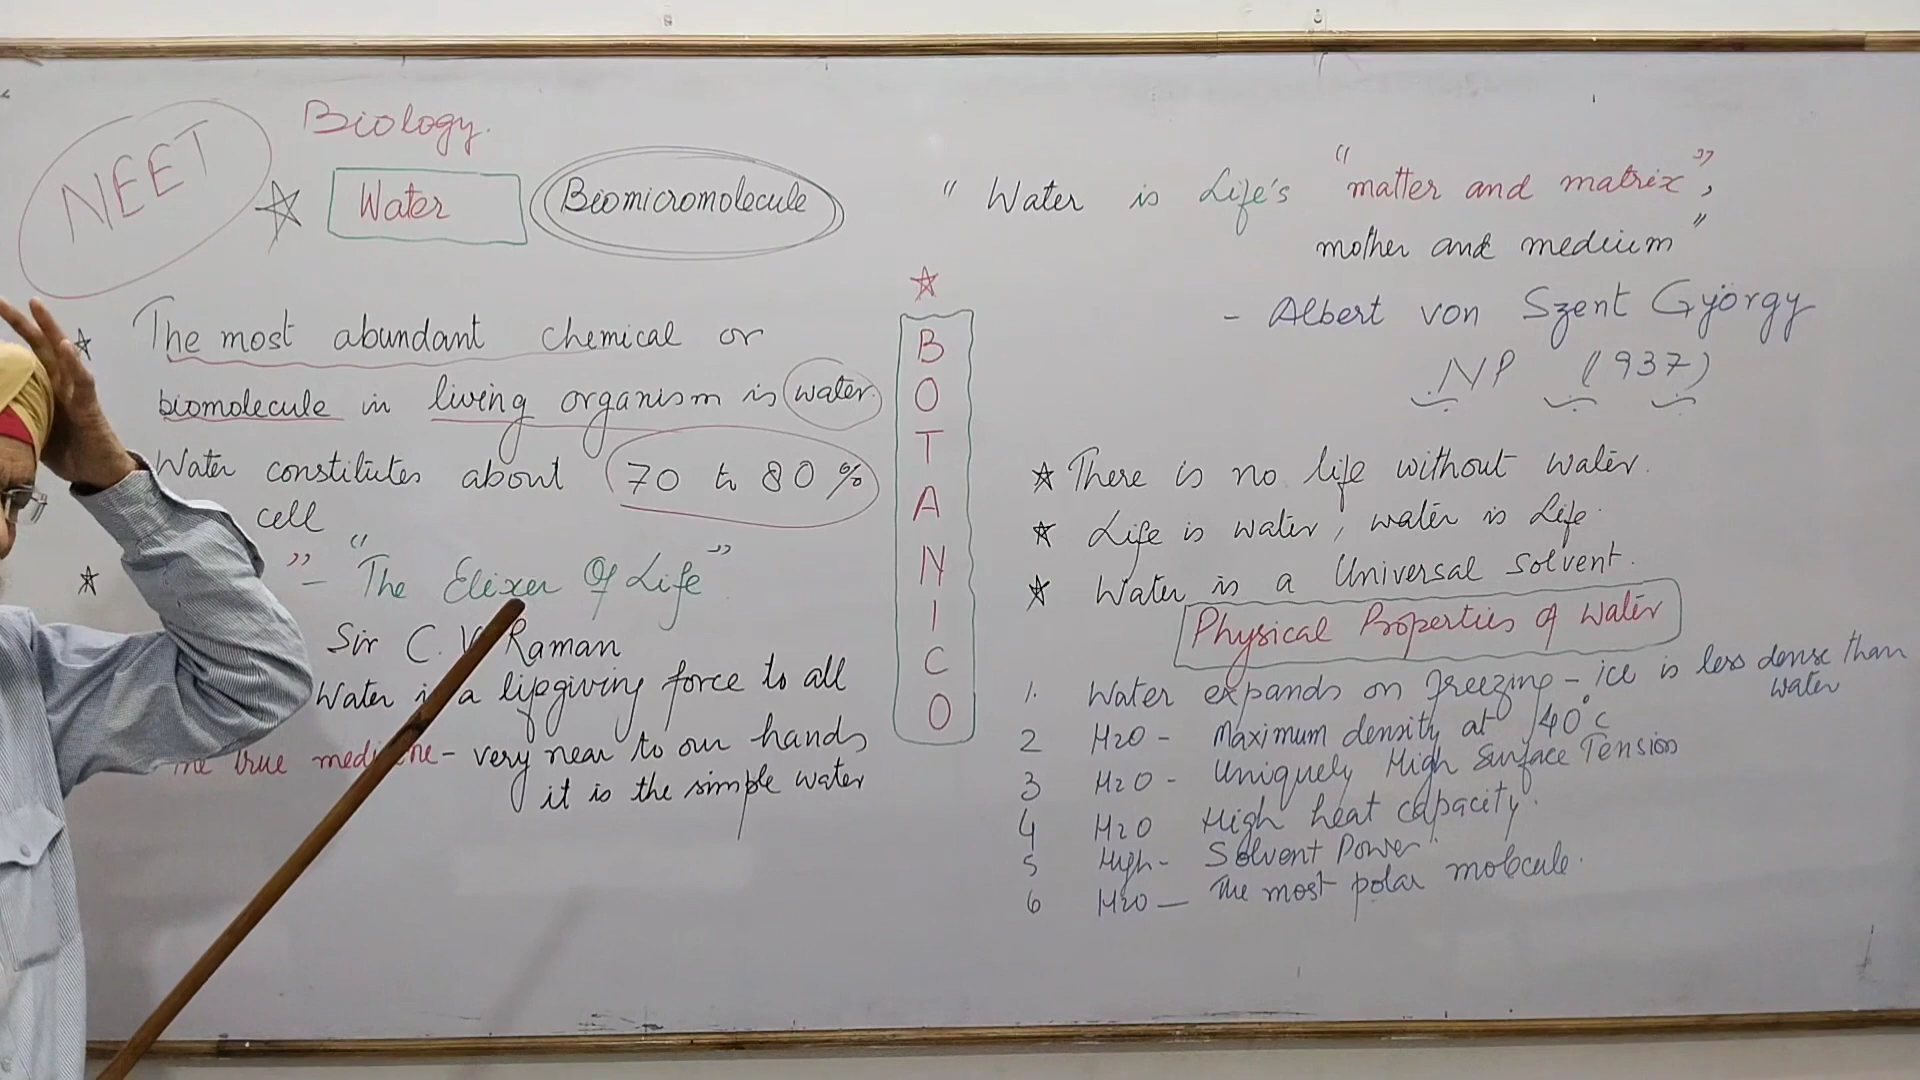 NEET
Biology.
Water
Biomicromolecule
The most abundant chemical or
biomolecule in living organism is water.
Water constitutes about 70 to 80%
cell
"– "The Elixer Of Life"
Sir C. V Raman
Water is a lifegiving force to all
true medicine – very near to our hands
it is the simple water
BOTANICO
"Water is Life's "matter and matrix",
mother and medium"
- Albert von Szent György
NP (1937)
There is no life without water.
Life is water, water is Life.
Water is a Universal solvent.
Physical Properties of Water
1. Water expands on freezing – ice is less dense than
water
2 H2O – Maximum density at 40°C
3 H2O – Uniquely High Surface Tension
4 H2O High heat capacity.
5 High – Solvent Power
6 H2O — The most polar molecule.